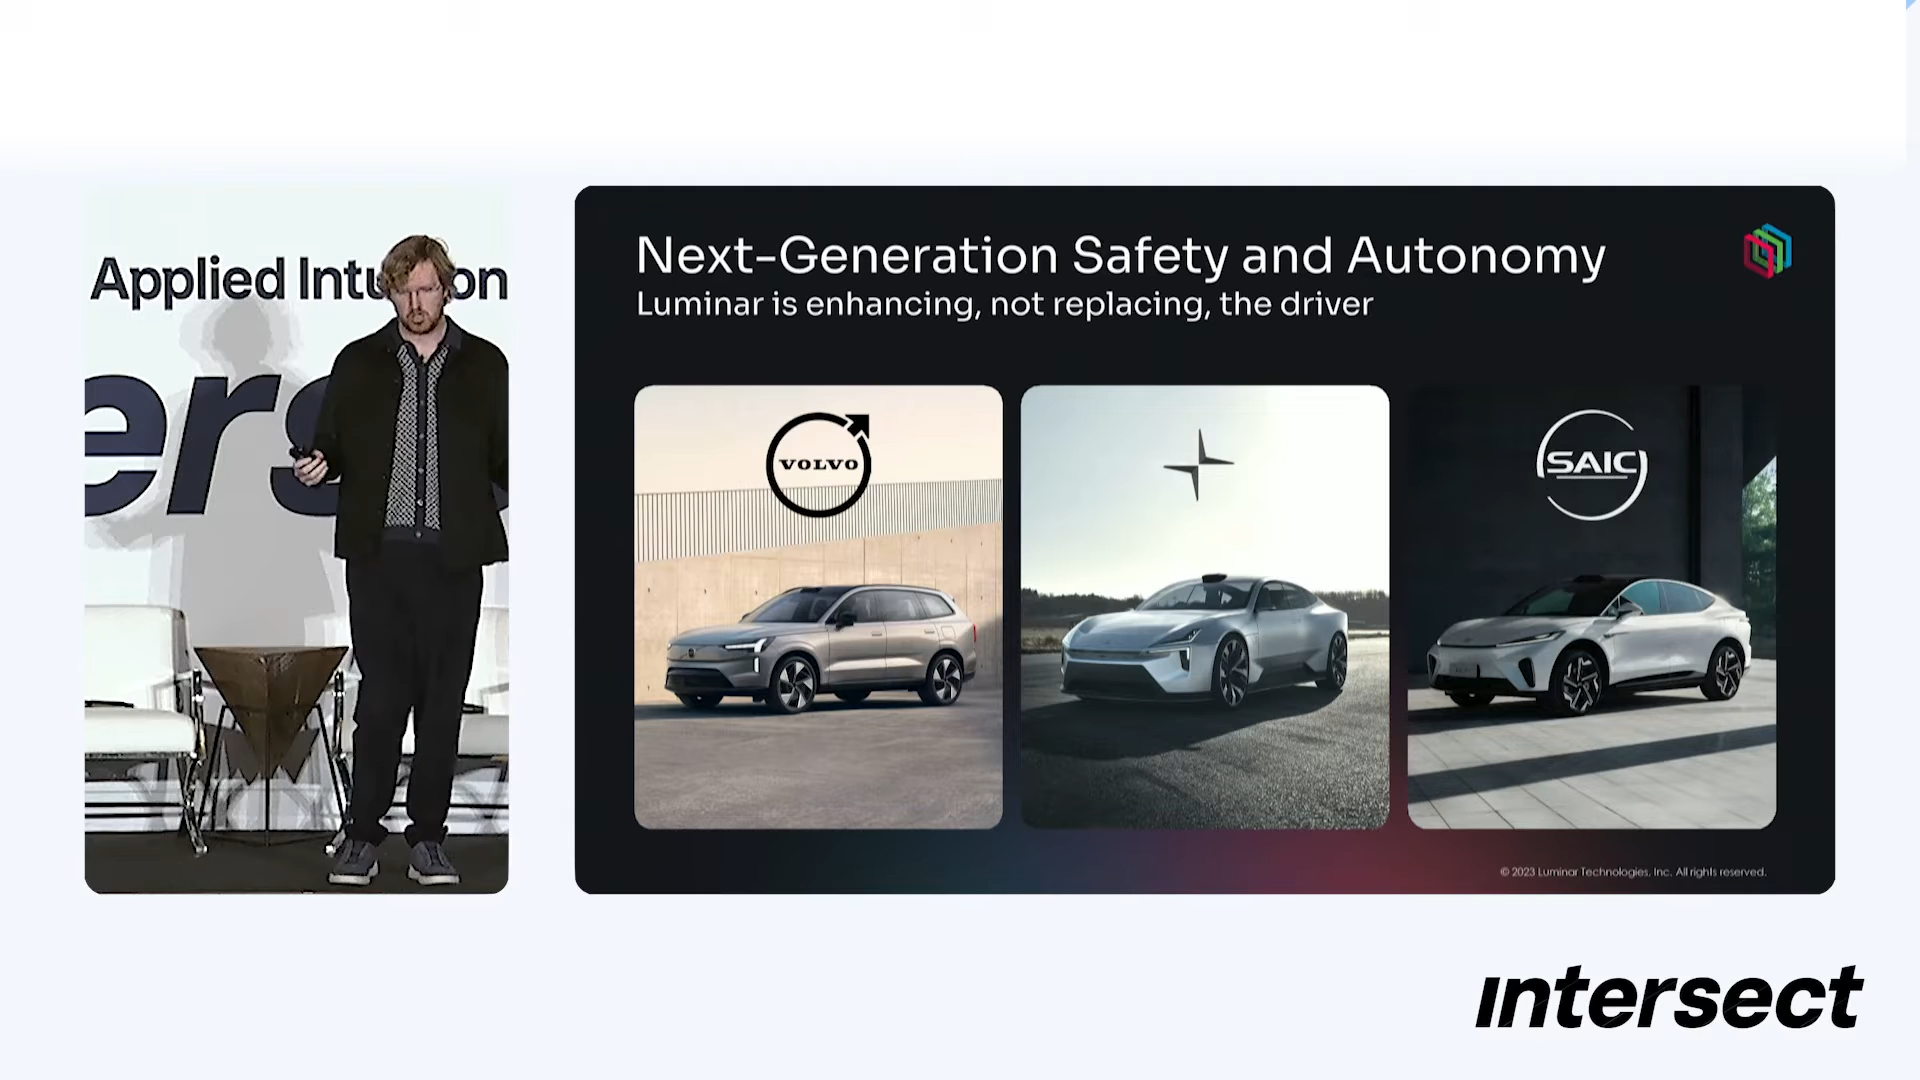 Applied Intu on
ers
Next-Generation Safety and Autonomy
Luminar is enhancing, not replacing, the driver
VOLVO
SAIC
© 2023 Luminar Technologies, Inc. All rights reserved.
intersect